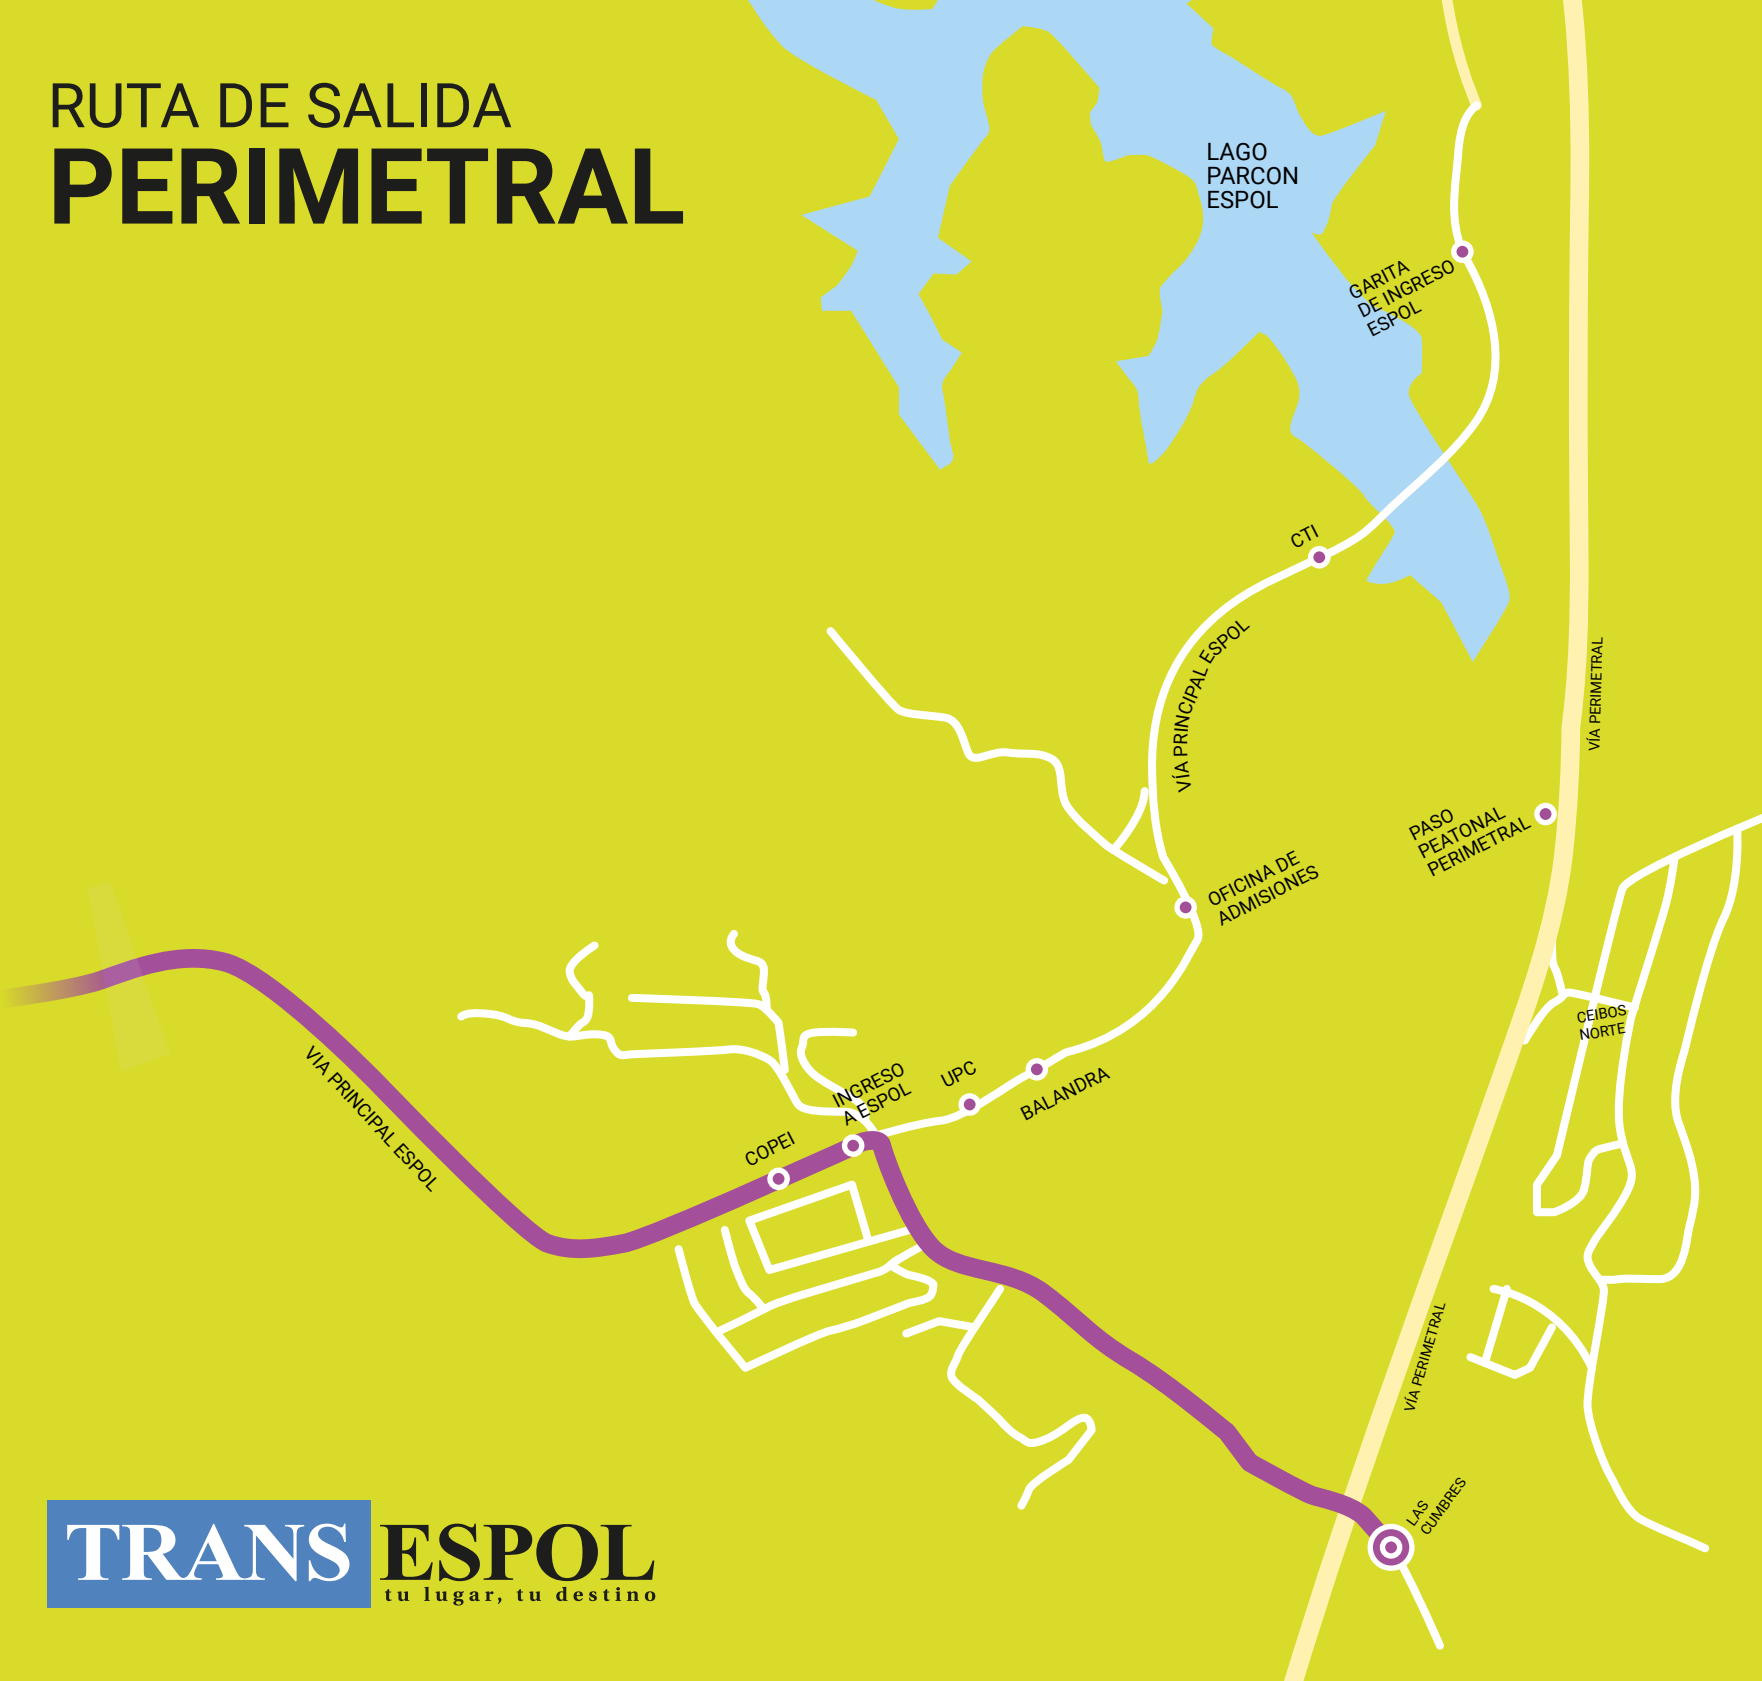 RUTA DE SALIDA
PERIMETRAL
LAGO
PARCON
ESPOL
GARITA
DE INGRESO
ESPOL
CTI
VÍA PRINCIPAL ESPOL
VÍA PERIMETRAL
PASO
PEATONAL
PERIMETRAL
OFICINA DE
ADMISIONES
CEIBOS
NORTE
VIA PRINCIPAL ESPOL
INGRESO
A ESPOL
UPC
BALANDRA
COPEI
VÍA PERIMETRAL
LAS
CUMBRES
TRANSESPOL
tu lugar, tu destino